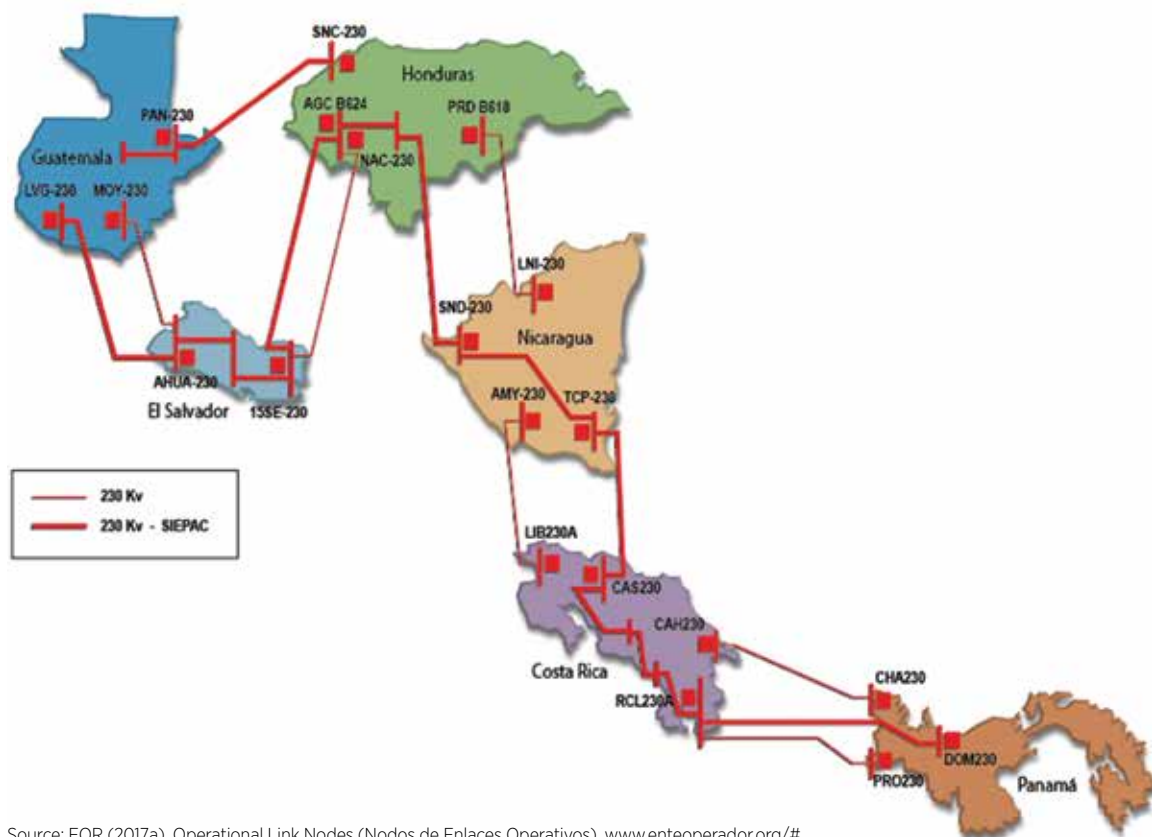 SNC-230
Honduras
AGC B624
PRD B618
PAN-230
NAC-230
Guatemala
LVG-230
MOY-230
LNI-230
SND-230
Nicaragua
AHUA-230
El Salvador
15SE-230
AMY-230
TCP-230
230 Kv
230 Kv - SIEPAC
LIB230A
CAS230
CAH230
Costa Rica
RCL230A
CHA230
DOM230
PRO230
Panamá
Source: EOR (2017a), Operational Link Nodes (Nodos de Enlaces Operativos), www.enteoperador.org/#